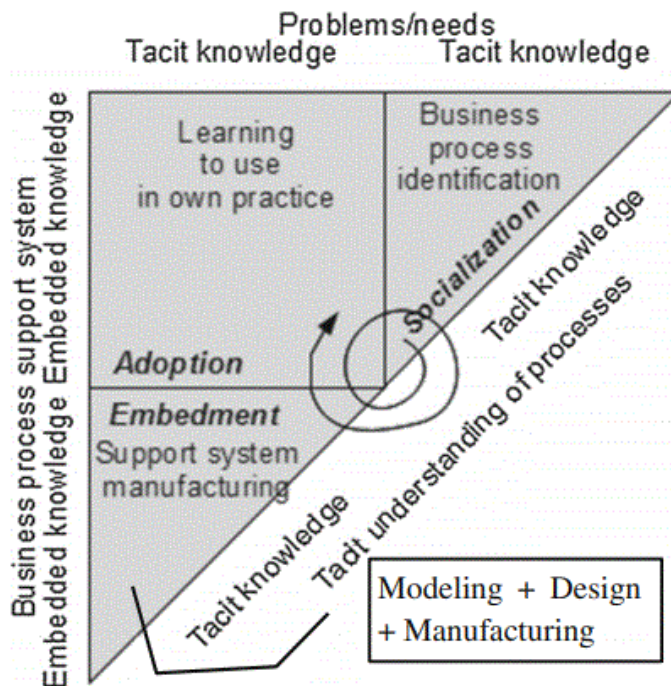 Problems/needs
Tacit knowledge
Tacit knowledge
Business process support system
Embedded knowledge Embedded knowledge
Learning
to use
in own practice
Business
process
identification
Socialization
Tacit knowledge
Adoption
Embedment
Support system
manufacturing
Tacit knowledge
Tadt understanding of processes
Modeling + Design
+ Manufacturing